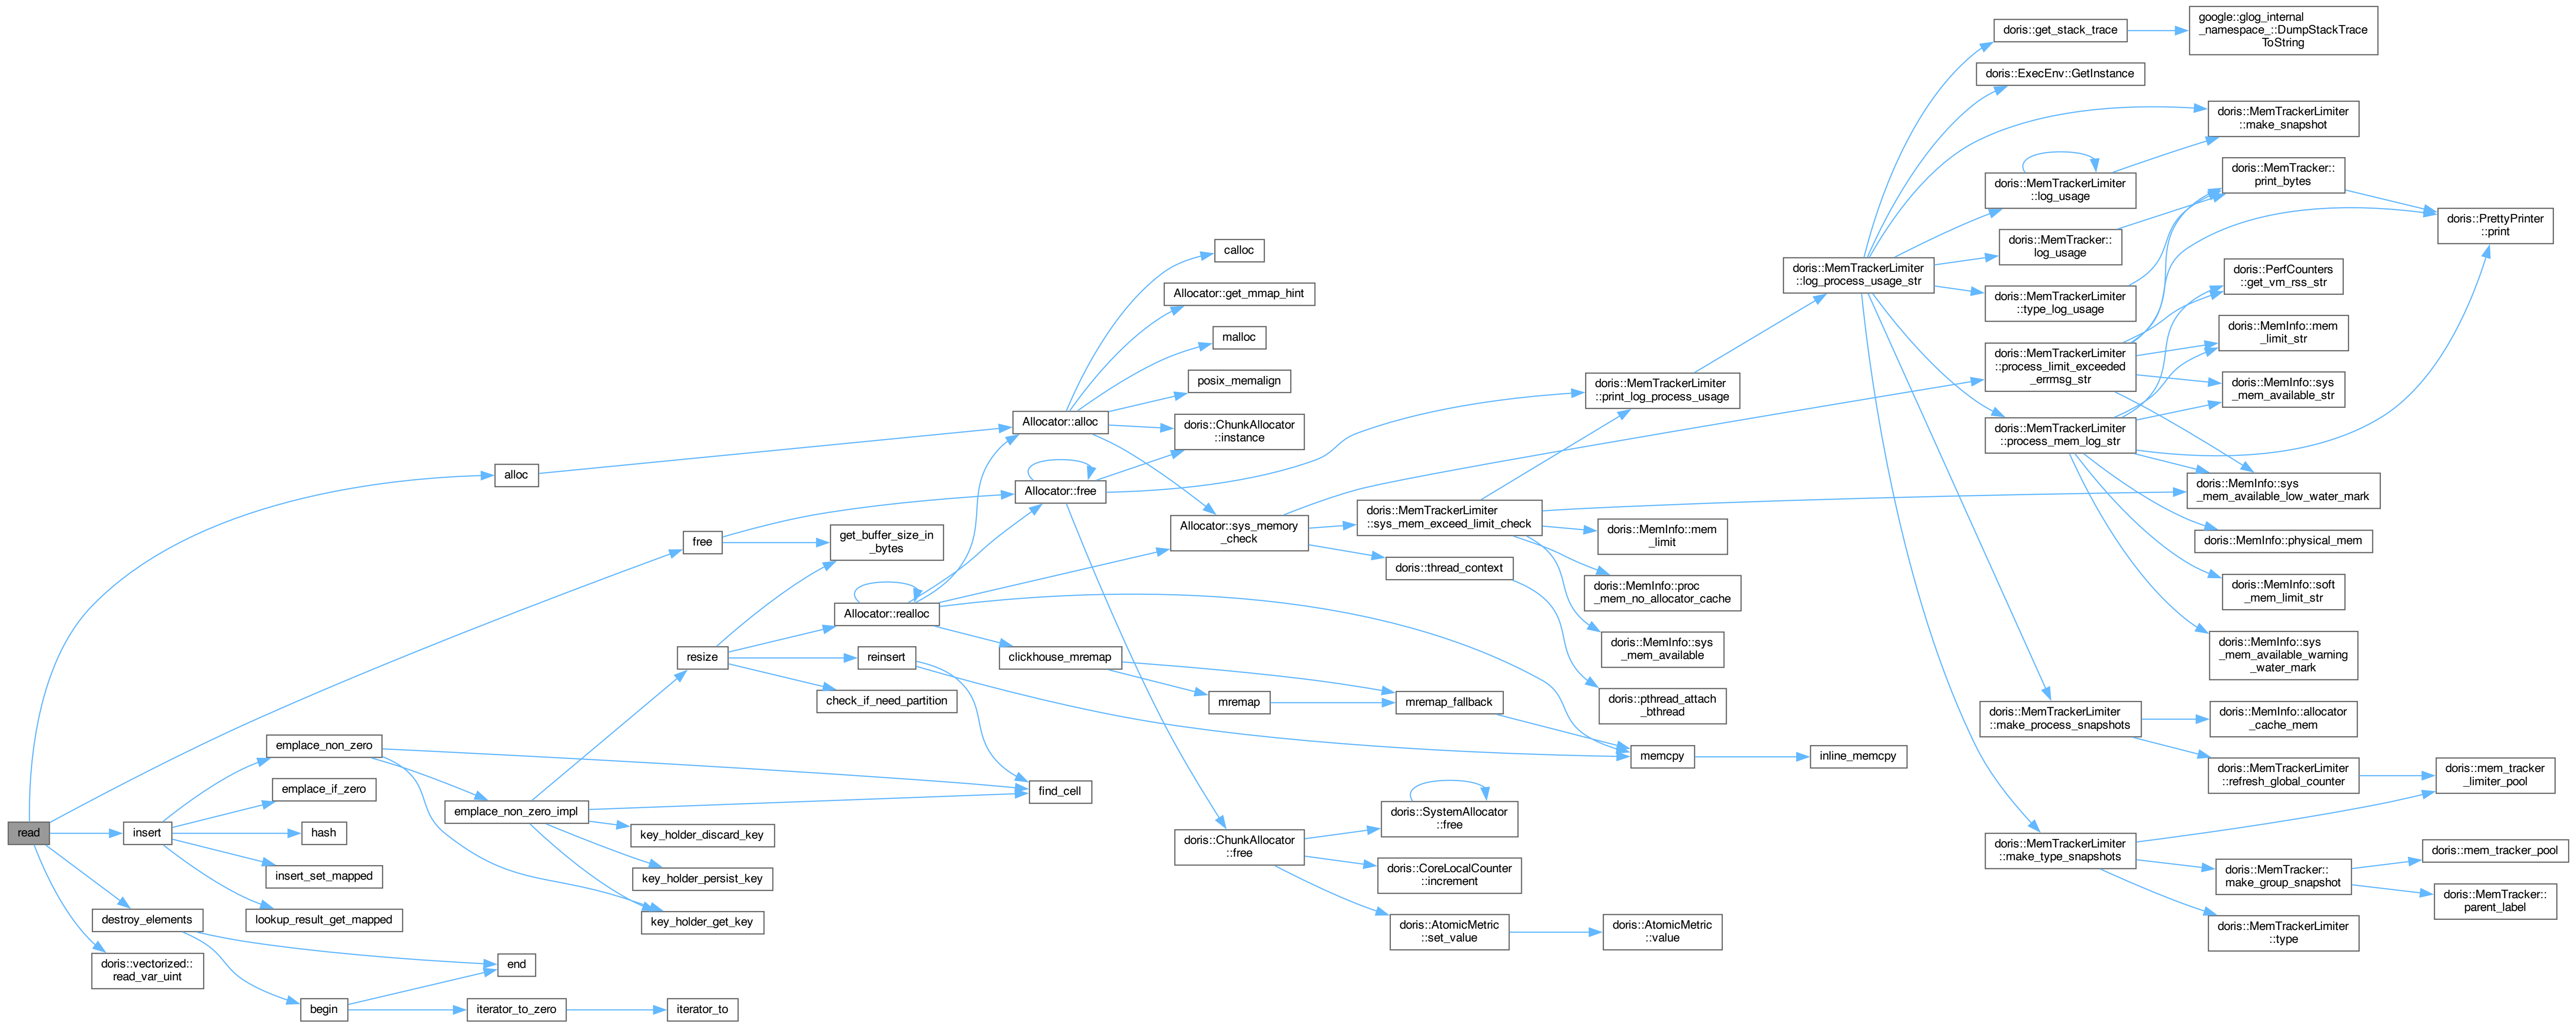 read
alloc
free
insert
destroy_elements
doris::vectorized::
read_var_uint
emplace_non_zero
emplace_if_zero
hash
insert_set_mapped
lookup_result_get_mapped
begin
end
iterator_to_zero
iterator_to
emplace_non_zero_impl
key_holder_discard_key
key_holder_persist_key
key_holder_get_key
resize
get_buffer_size_in
_bytes
Allocator::realloc
reinsert
check_if_need_partition
find_cell
clickhouse_mremap
Allocator::alloc
Allocator::free
calloc
Allocator::get_mmap_hint
malloc
posix_memalign
doris::ChunkAllocator
::instance
Allocator::sys_memory
_check
mremap
doris::ChunkAllocator
::free
doris::MemTrackerLimiter
::sys_mem_exceed_limit_check
doris::thread_context
mremap_fallback
doris::SystemAllocator
::free
doris::CoreLocalCounter
::increment
doris::AtomicMetric
::set_value
doris::MemTrackerLimiter
::print_log_process_usage
doris::MemInfo::mem
_limit
doris::MemInfo::proc
_mem_no_allocator_cache
doris::MemInfo::sys
_mem_available
doris::pthread_attach
_bthread
memcpy
inline_memcpy
doris::AtomicMetric
::value
doris::MemTrackerLimiter
::log_process_usage_str
doris::get_stack_trace
google::glog_internal
_namespace_::DumpStackTrace
ToString
doris::ExecEnv::GetInstance
doris::MemTrackerLimiter
::make_snapshot
doris::MemTrackerLimiter
::log_usage
doris::MemTracker::
print_bytes
doris::MemTracker::
log_usage
doris::PrettyPrinter
::print
doris::MemTrackerLimiter
::type_log_usage
doris::PerfCounters
::get_vm_rss_str
doris::MemTrackerLimiter
::process_limit_exceeded
_errmsg_str
doris::MemInfo::mem
_limit_str
doris::MemInfo::sys
_mem_available_str
doris::MemTrackerLimiter
::process_mem_log_str
doris::MemInfo::sys
_mem_available_low_water_mark
doris::MemInfo::physical_mem
doris::MemInfo::soft
_mem_limit_str
doris::MemInfo::sys
_mem_available_warning
_water_mark
doris::MemTrackerLimiter
::make_process_snapshots
doris::MemInfo::allocator
_cache_mem
doris::MemTrackerLimiter
::refresh_global_counter
doris::mem_tracker
_limiter_pool
doris::MemTrackerLimiter
::make_type_snapshots
doris::MemTracker::
make_group_snapshot
doris::mem_tracker_pool
doris::MemTracker::
parent_label
doris::MemTrackerLimiter
::type